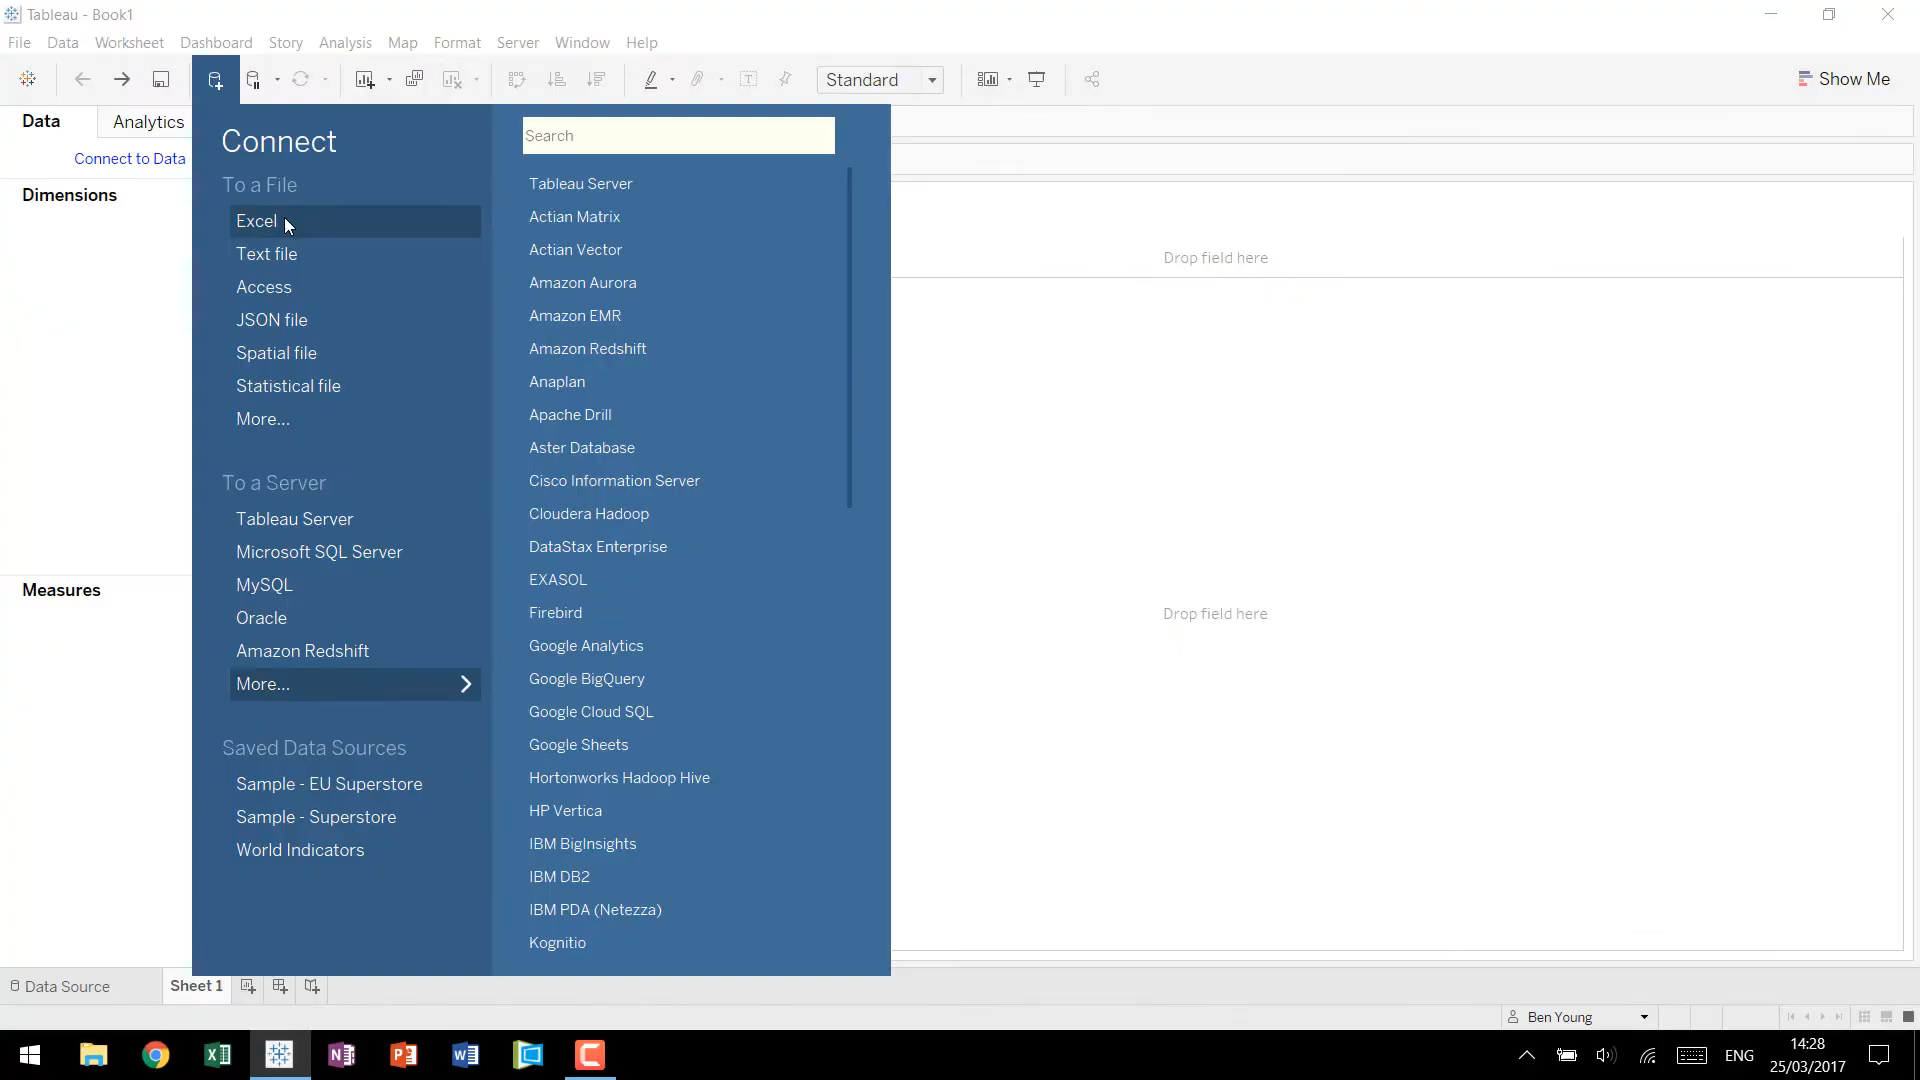 Tableau - Book1
File Data Worksheet Dashboard Story Analysis Map Format Server Window Help
Standard
Show Me
Data Analytics
Connect to Data
Dimensions
Measures
Connect
To a File
Excel
Text file
Access
JSON file
Spatial file
Statistical file
More...
To a Server
Tableau Server
Microsoft SQL Server
MySQL
Oracle
Amazon Redshift
More...
Saved Data Sources
Sample - EU Superstore
Sample - Superstore
World Indicators
Search
Tableau Server
Actian Matrix
Actian Vector
Amazon Aurora
Amazon EMR
Amazon Redshift
Anaplan
Apache Drill
Aster Database
Cisco Information Server
Cloudera Hadoop
DataStax Enterprise
EXASOL
Firebird
Google Analytics
Google BigQuery
Google Cloud SQL
Google Sheets
Hortonworks Hadoop Hive
HP Vertica
IBM BigInsights
IBM DB2
IBM PDA (Netezza)
Kognitio
Drop field here
Drop field here
Data Source Sheet 1
Ben Young
ENG
14:28
25/03/2017